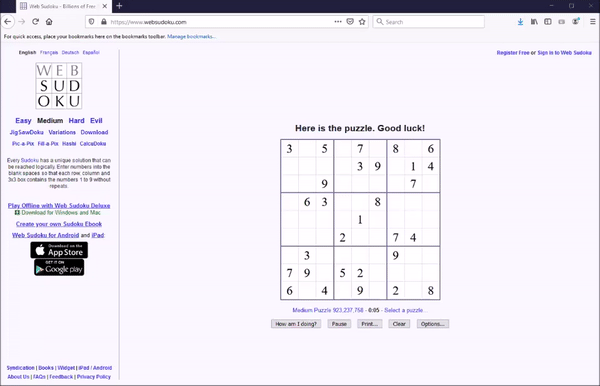 Web Sudoku - Billions of Free
https://www.websudoku.com
Search
For quick access, place your bookmarks here on the bookmarks toolbar. Manage bookmarks...
English Français Deutsch Español
Register Free or Sign in to Web Sudoku
WEB
SUD
OKU
Easy Medium Hard Evil
JigSawDoku Variations Download
Pic-a-Pix Fill-a-Pix Hashi CalcuDoku
Every Sudoku has a unique solution that can
be reached logically. Enter numbers into the
blank spaces so that each row, column and
3x3 box contains the numbers 1 to 9 without
repeats.
Play Offline with Web Sudoku Deluxe
Download for Windows and Mac
Create your own Sudoku Ebook
Web Sudoku for Android and iPad:
Download on the
App Store
GET IT ON
Google play
Here is the puzzle. Good luck!
3 5 7 8 6
3 9 1 4
9 7
6 3 8
1
2 7 4
3 9
7 9 5 2
6 4 9 2 8
Medium Puzzle 923,237,758 - 0:05 - Select a puzzle...
How am I doing? Pause Print... Clear Options...
Syndication | Books | Widget | iPad / Android
About Us | FAQs | Feedback | Privacy Policy